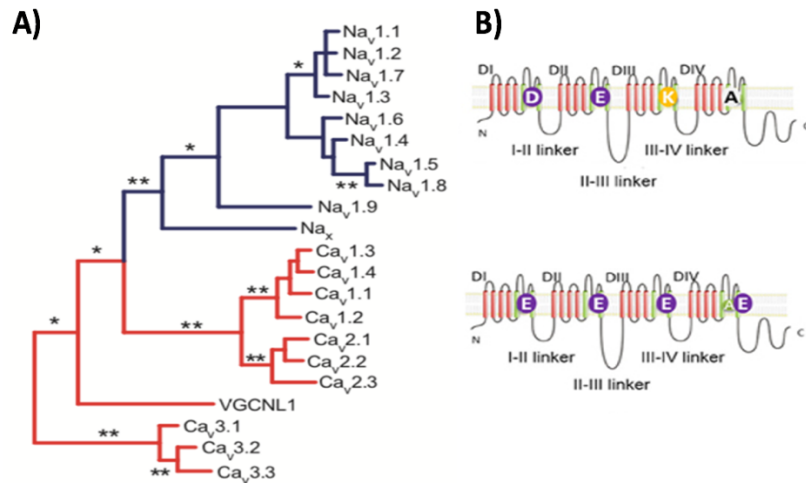 A)
Naᵥ1.1
Naᵥ1.2
*
Naᵥ1.7
Naᵥ1.3
Naᵥ1.6
*
Naᵥ1.4
Naᵥ1.5
**
**
Naᵥ1.8
Naᵥ1.9
Naₓ
*
Caᵥ1.3
Caᵥ1.4
**
Caᵥ1.1
Caᵥ1.2
*
**
Caᵥ2.1
**
Caᵥ2.2
Caᵥ2.3
VGCNL1
**
Caᵥ3.1
Caᵥ3.2
**
Caᵥ3.3
B)
DI DII DIII DIV
D E K A
N C
I-II linker III-IV linker
II-III linker
DI DII DIII DIV
E E E E
N C
I-II linker III-IV linker
II-III linker